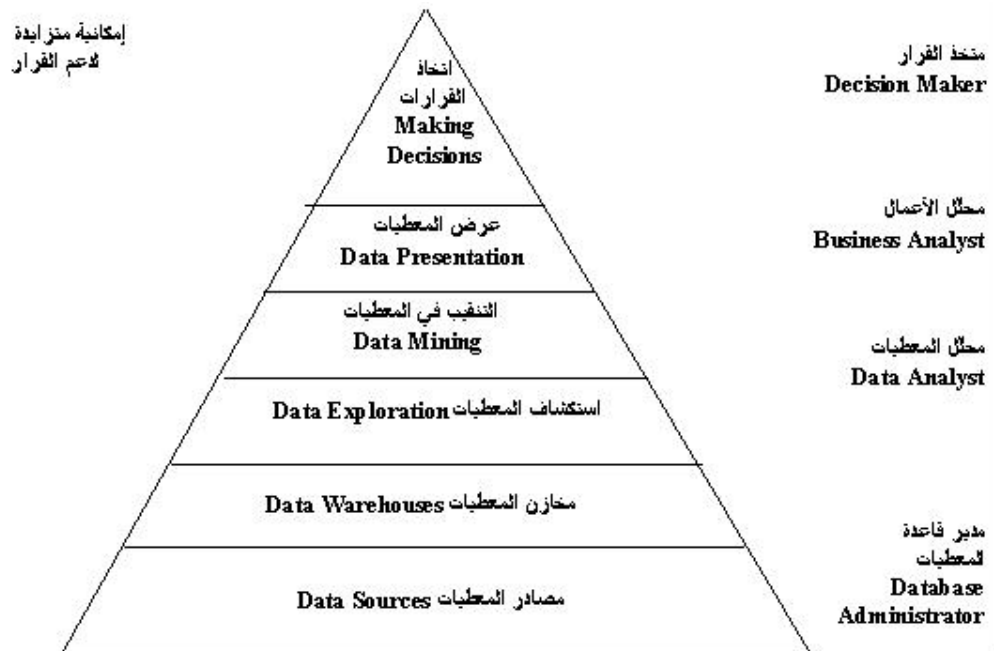 إمكانية متزايدة
لدعم القرار
اتخاذ
القرارات
Making
Decisions
متخذ القرار
Decision Maker
عرض المعطيات
Data Presentation
محلّل الأعمال
Business Analyst
التنقيب في المعطيات
Data Mining
محلّل المعطيات
Data Analyst
استكشاف المعطيات Data Exploration
مخازن المعطيات Data Warehouses
مصادر المعطيات Data Sources
مدير قاعدة
المعطيات
Database
Administrator